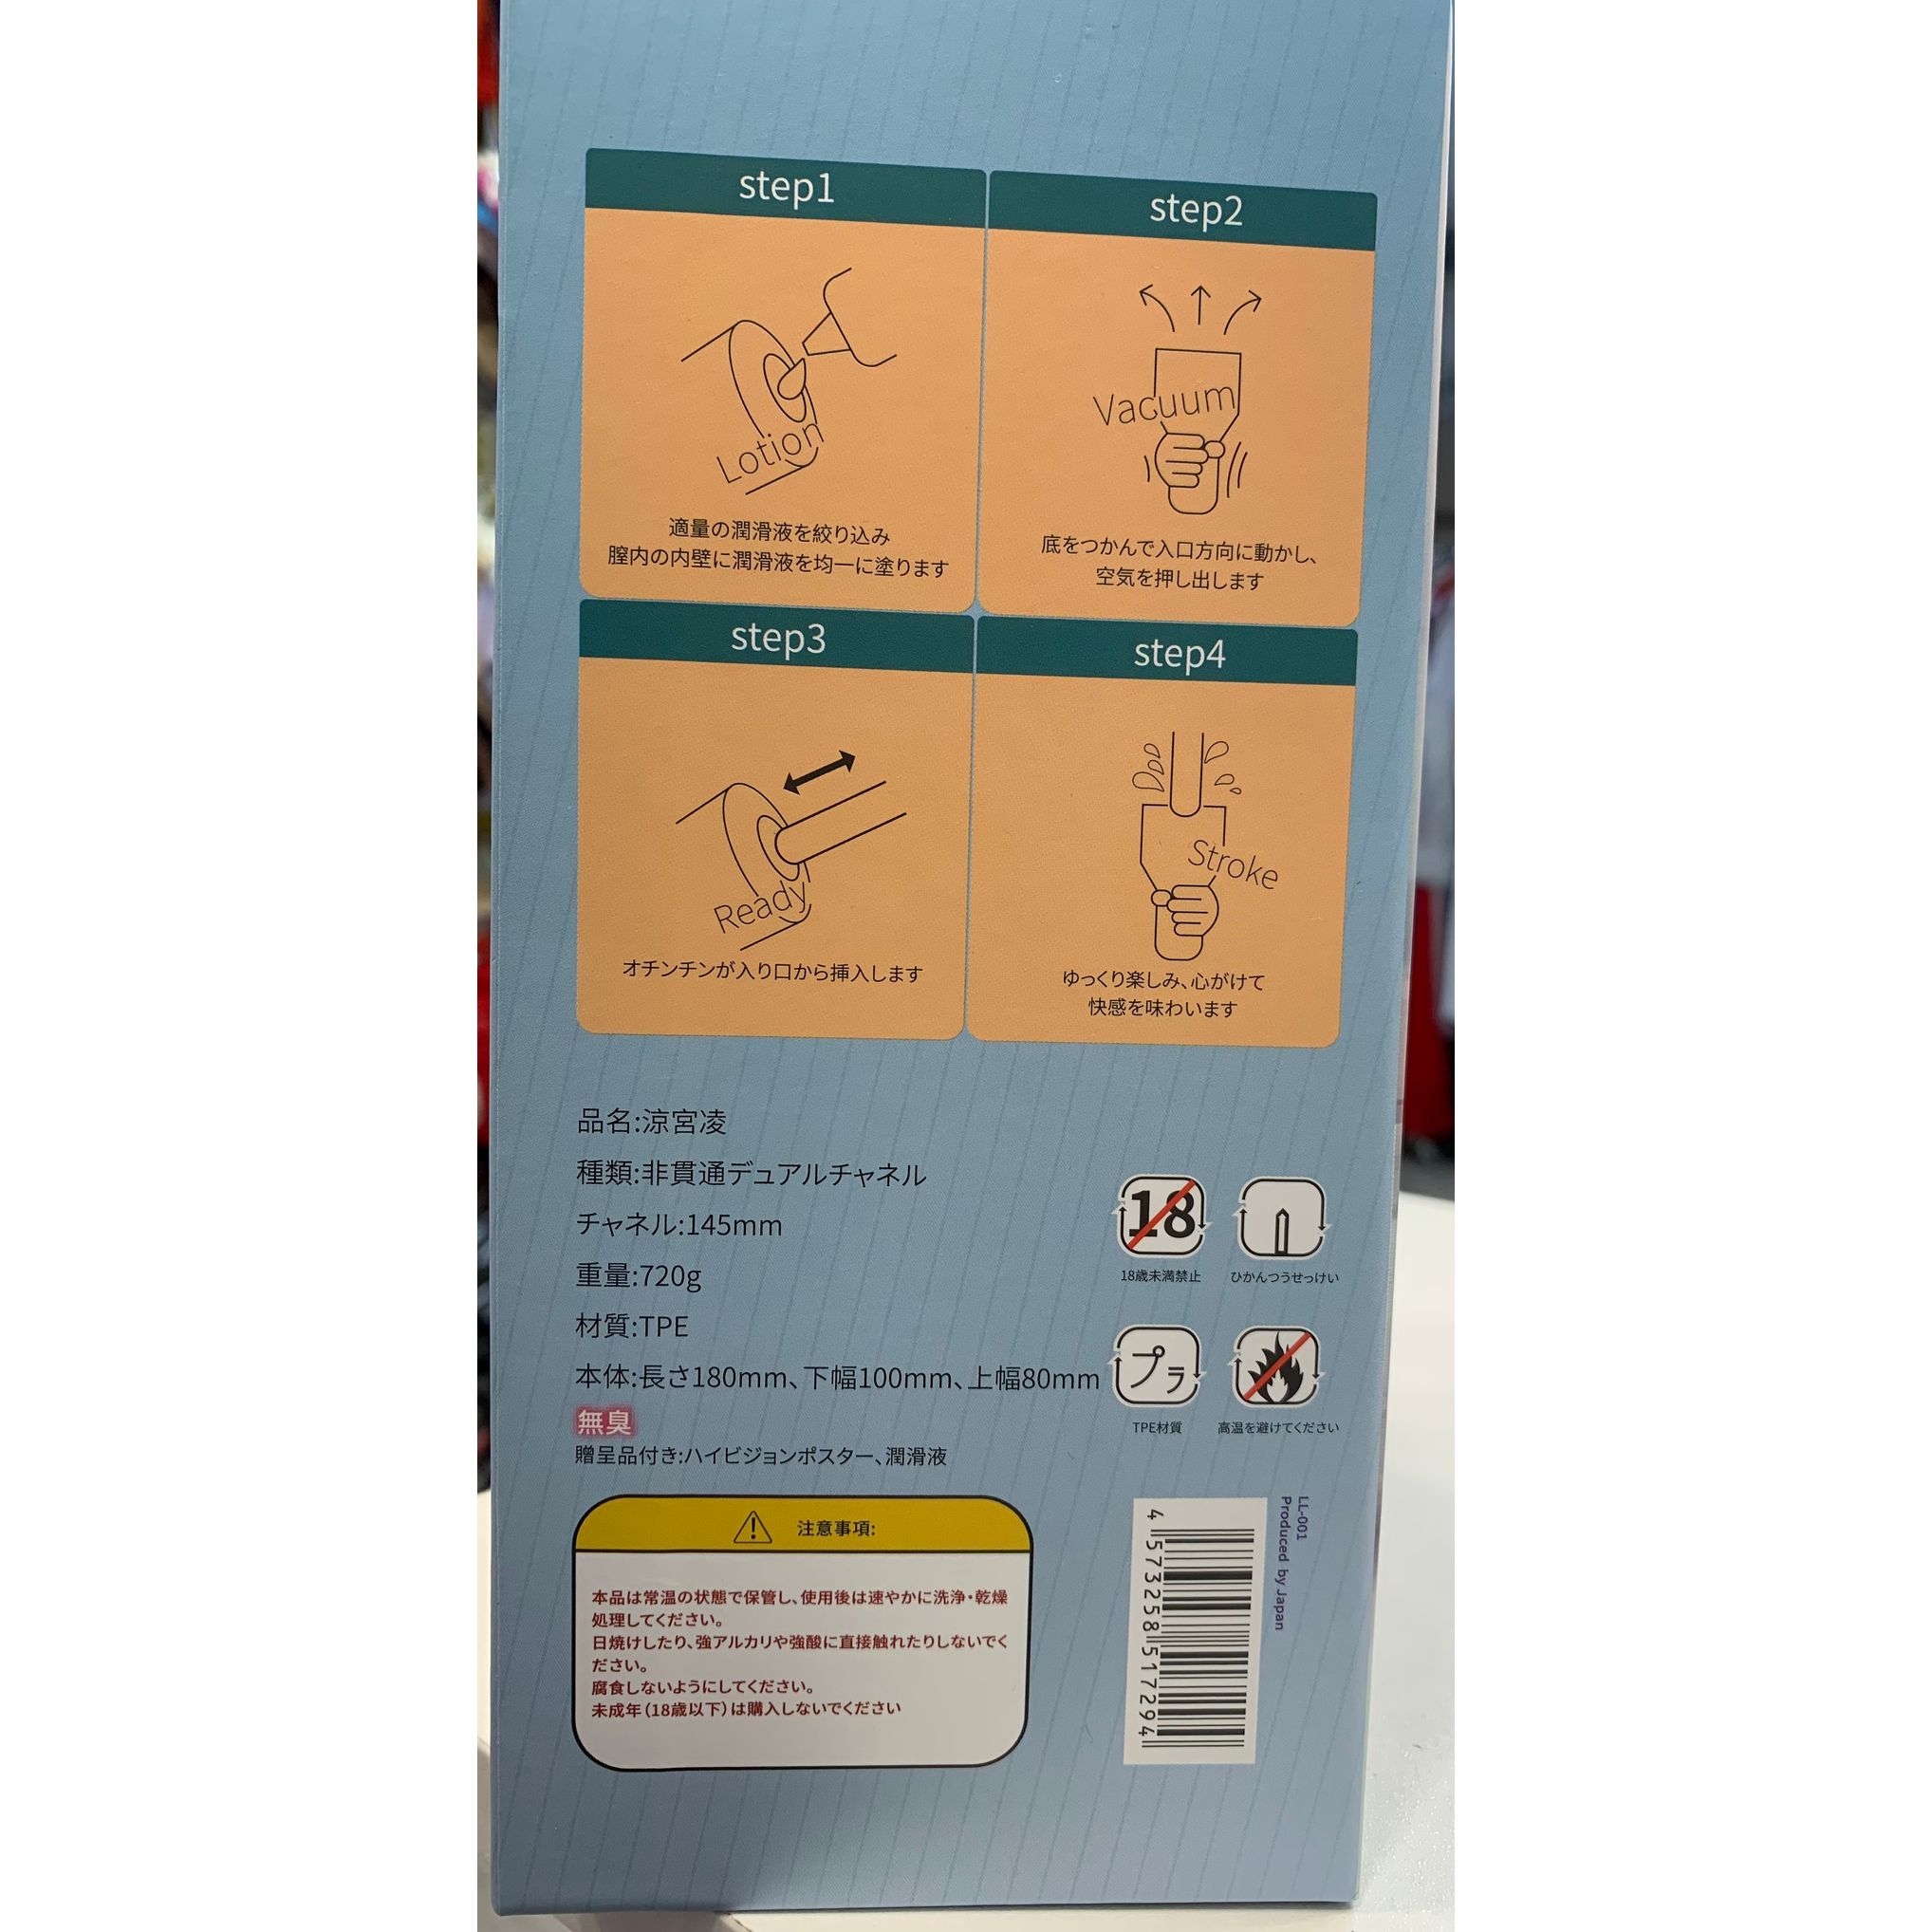 step1
Lotion
適量の潤滑液を絞り込み
膣内の内壁に潤滑液を均一に塗ります
step2
Vacuum
底をつかんで入口方向に動かし、
空気を押し出します
step3
Ready
オチンチンが入り口から挿入します
step4
Stroke
ゆっくり楽しみ、心がけて
快感を味わいます
品名:涼宮凌
種類:非貫通デュアルチャネル
チャネル:145mm
重量:720g
材質:TPE
本体:長さ180mm、下幅100mm、上幅80mm
無臭
贈呈品付き:ハイビジョンポスター、潤滑液
18
18歳未満禁止
ひかんつうせっけい
プラ
TPE材質
高温を避けてください
注意事項:
本品は常温の状態で保管し、使用後は速やかに洗浄・乾燥
処理してください。
日焼けしたり、強アルカリや強酸に直接触れたりしないでく
ださい。
腐食しないようにしてください。
未成年(18歳以下)は購入しないでください
4573258517294
LL-001
Produced by Japan